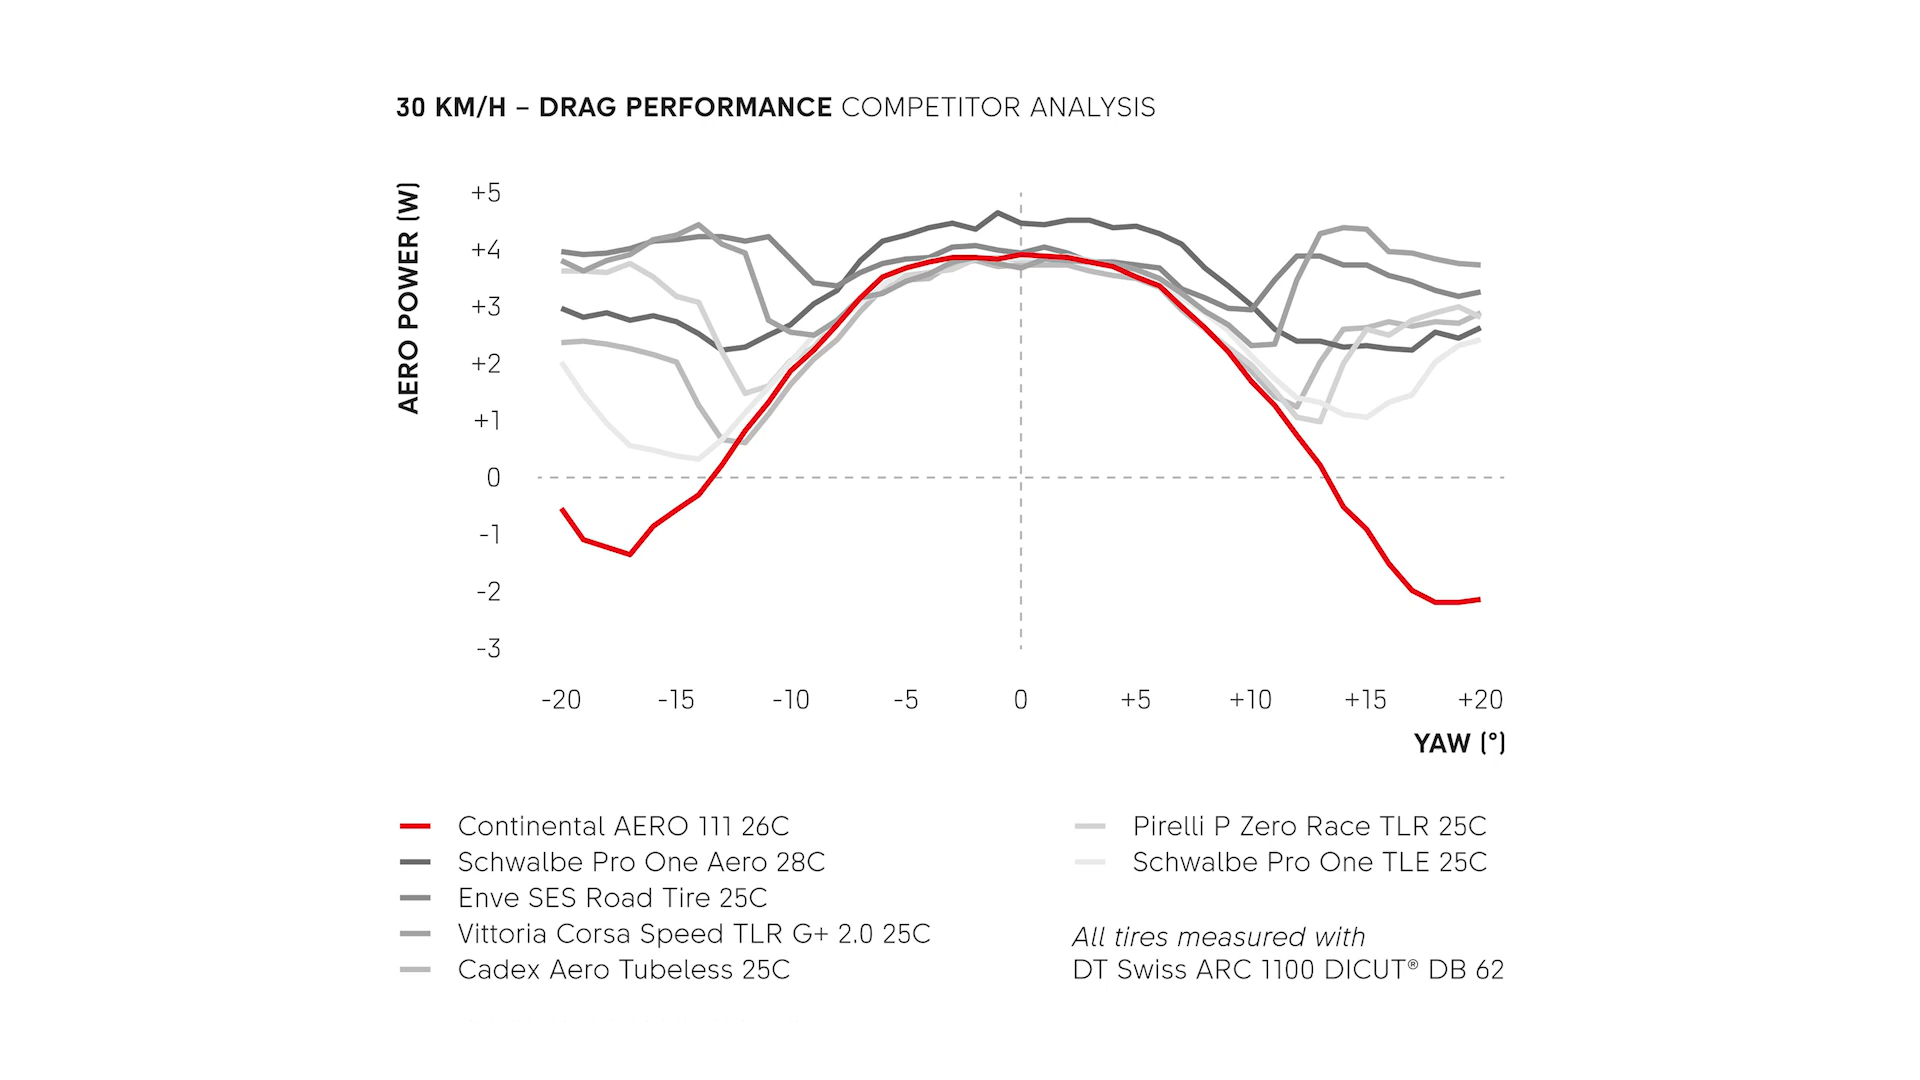 30 KM/H – DRAG PERFORMANCE COMPETITOR ANALYSIS
AERO POWER (W)
+5
+4
+3
+2
+1
0
-1
-2
-3
-20 -15 -10 -5 0 +5 +10 +15 +20
YAW (°)
Continental AERO 111 26C
Schwalbe Pro One Aero 28C
Enve SES Road Tire 25C
Vittoria Corsa Speed TLR G+ 2.0 25C
Cadex Aero Tubeless 25C
Pirelli P Zero Race TLR 25C
Schwalbe Pro One TLE 25C
All tires measured with
DT Swiss ARC 1100 DICUT® DB 62